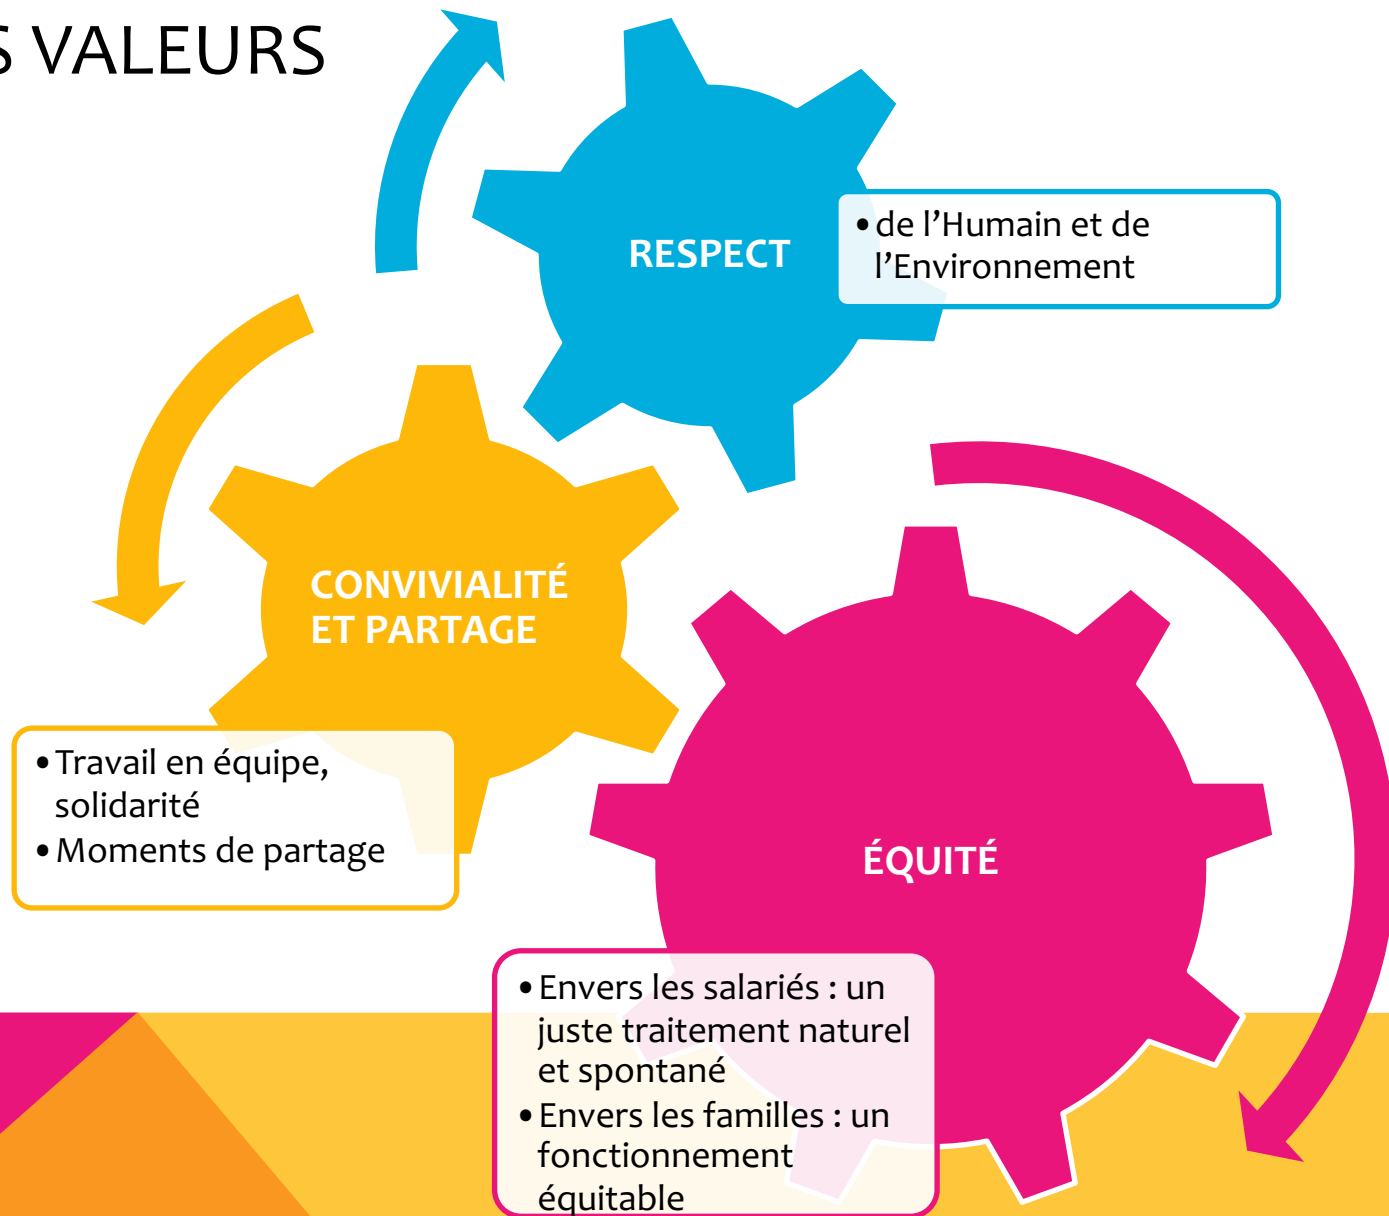 S VALEURS
RESPECT
• de l’Humain et de
l’Environnement
CONVIVIALITÉ
ET PARTAGE
• Travail en équipe,
solidarité
• Moments de partage
ÉQUITÉ
• Envers les salariés : un
juste traitement naturel
et spontané
• Envers les familles : un
fonctionnement
équitable